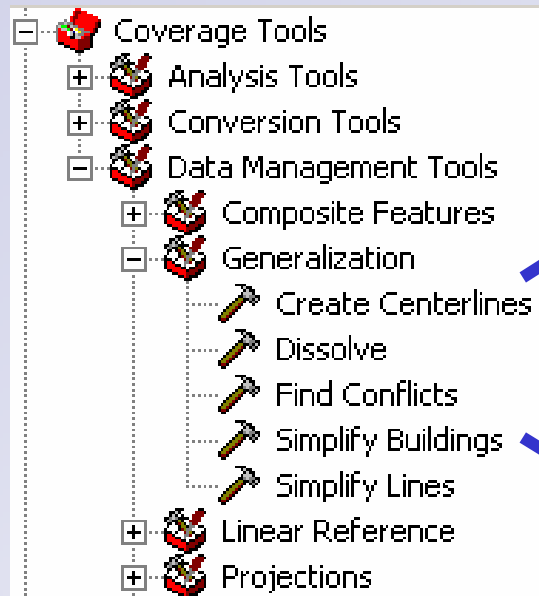 Coverage Tools
Analysis Tools
Conversion Tools
Data Management Tools
Composite Features
Generalization
Create Centerlines
Dissolve
Find Conflicts
Simplify Buildings
Simplify Lines
Linear Reference
Projections